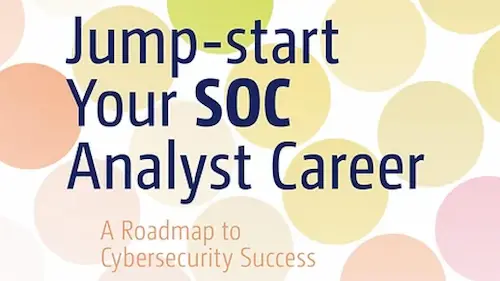 Jump-start
Your SOC
Analyst Career
A Roadmap to
Cybersecurity Success